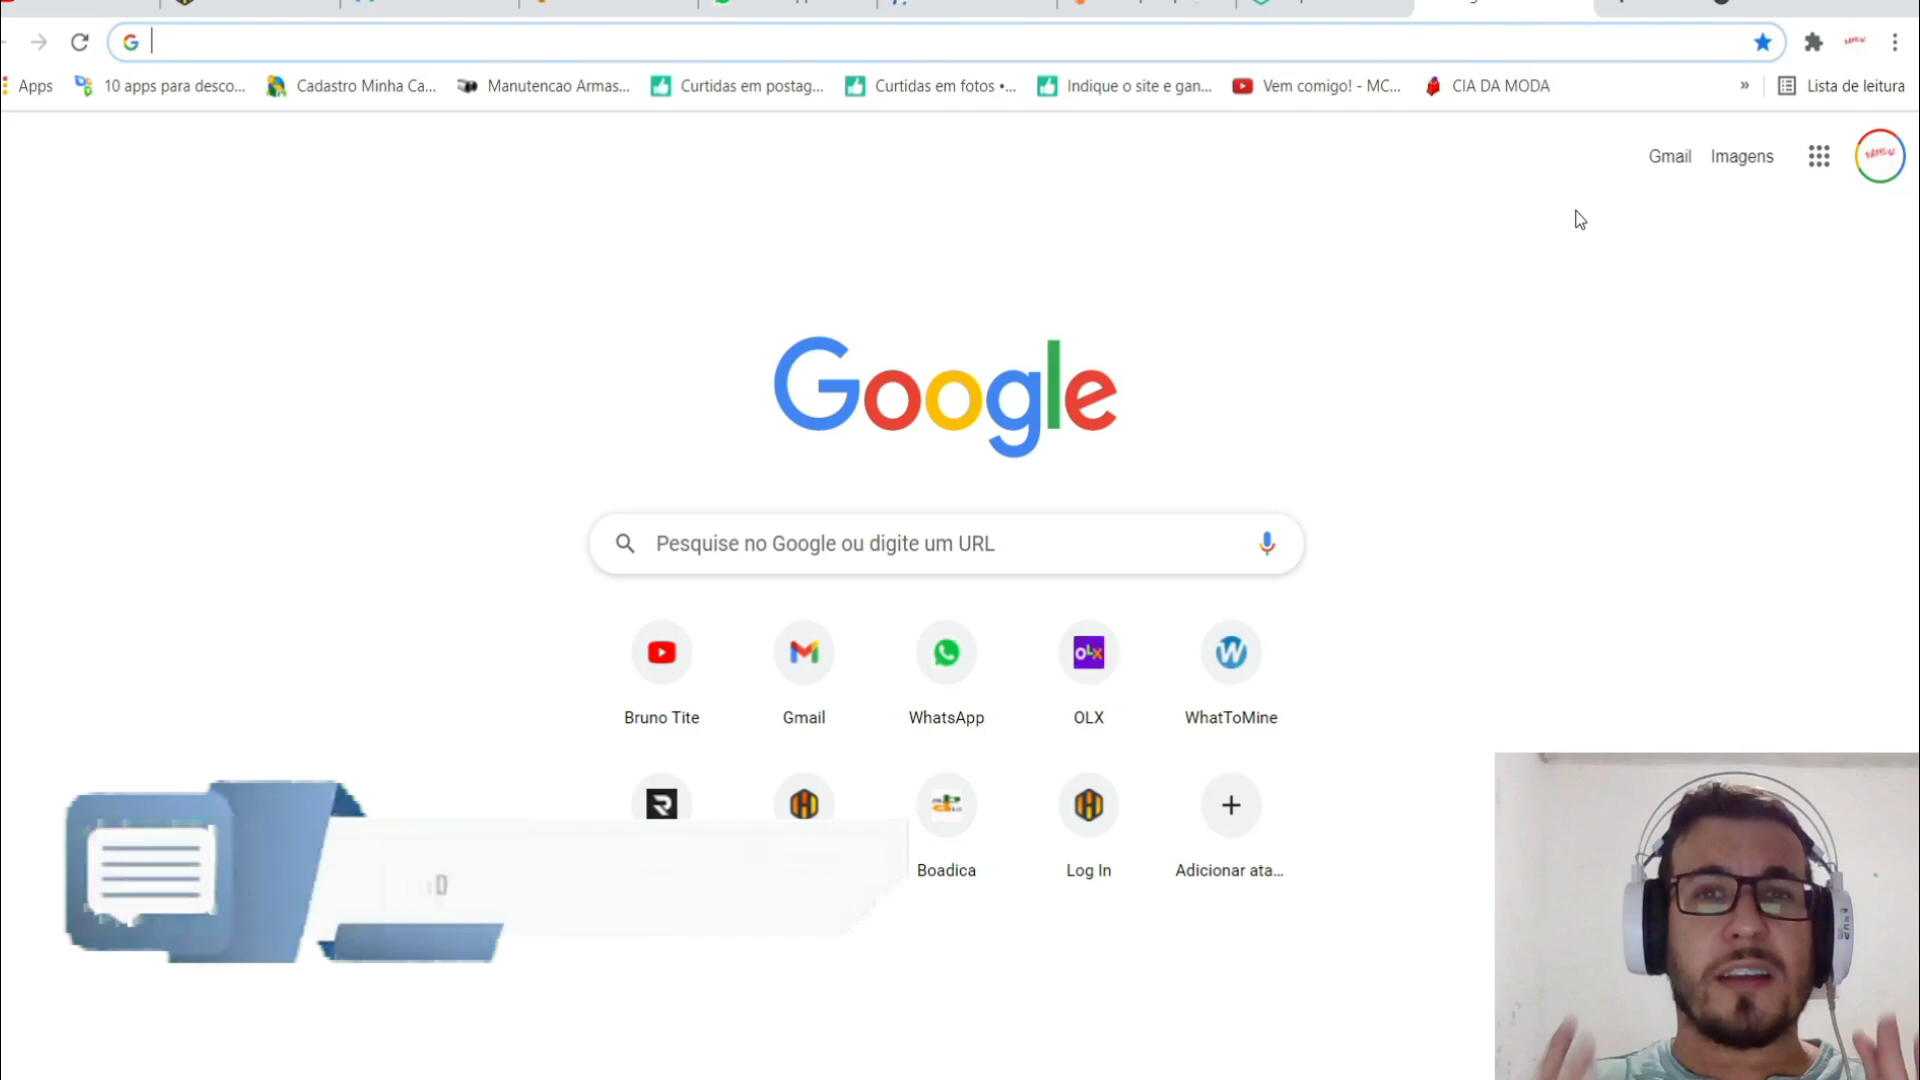 Apps
10 apps para desco...
Cadastro Minha Ca...
Manutencao Armas...
Curtidas em postag...
Curtidas em fotos •...
Indique o site e gan...
Vem comigo! - MC...
CIA DA MODA
»
Lista de leitura
Gmail
Imagens
Google
Pesquise no Google ou digite um URL
Bruno Tite
Gmail
WhatsApp
OLX
WhatToMine
Boadica
Log In
Adicionar ata...